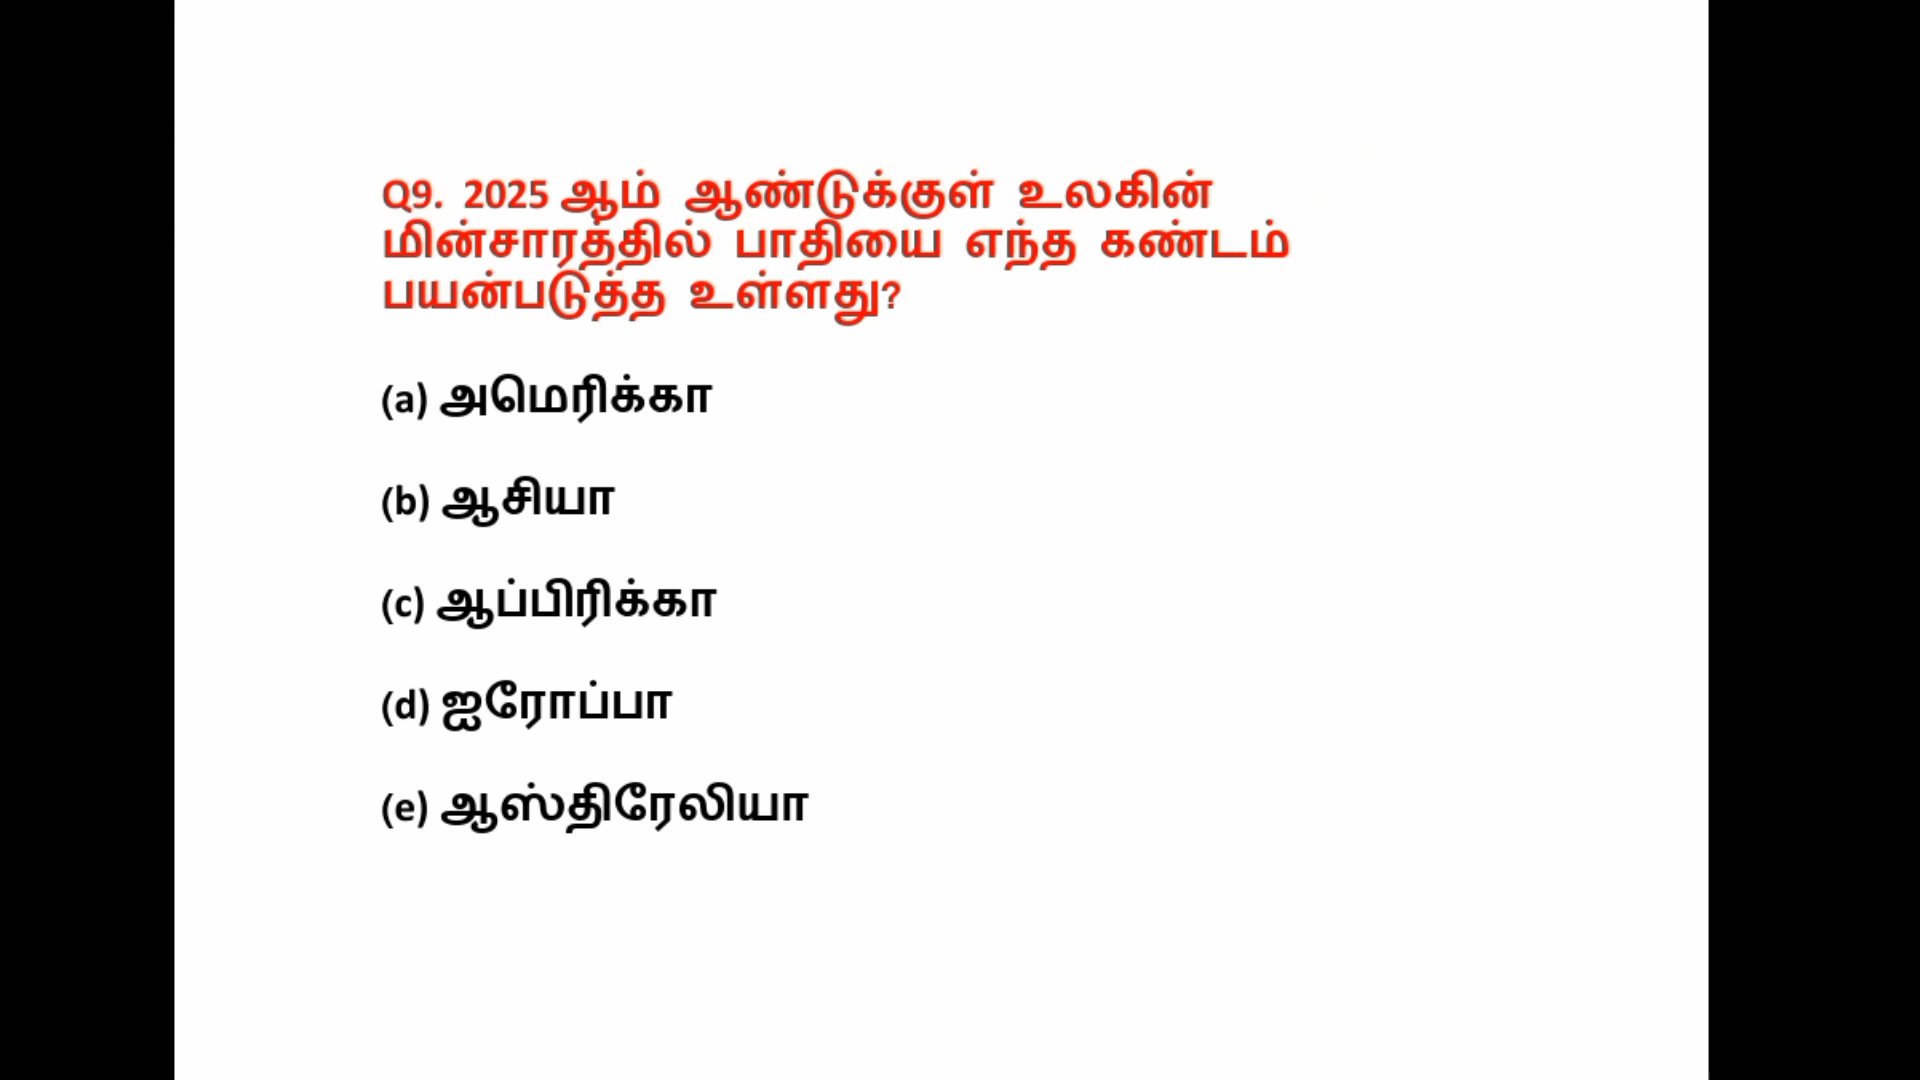 Q9. 2025 ஆம் ஆண்டுக்குள் உலகின்
மின்சாரத்தில் பாதியை எந்த கண்டம்
பயன்படுத்த உள்ளது?
(a) அமெரிக்கா
(b) ஆசியா
(c) ஆப்பிரிக்கா
(d) ஐரோப்பா
(e) ஆஸ்திரேலியா